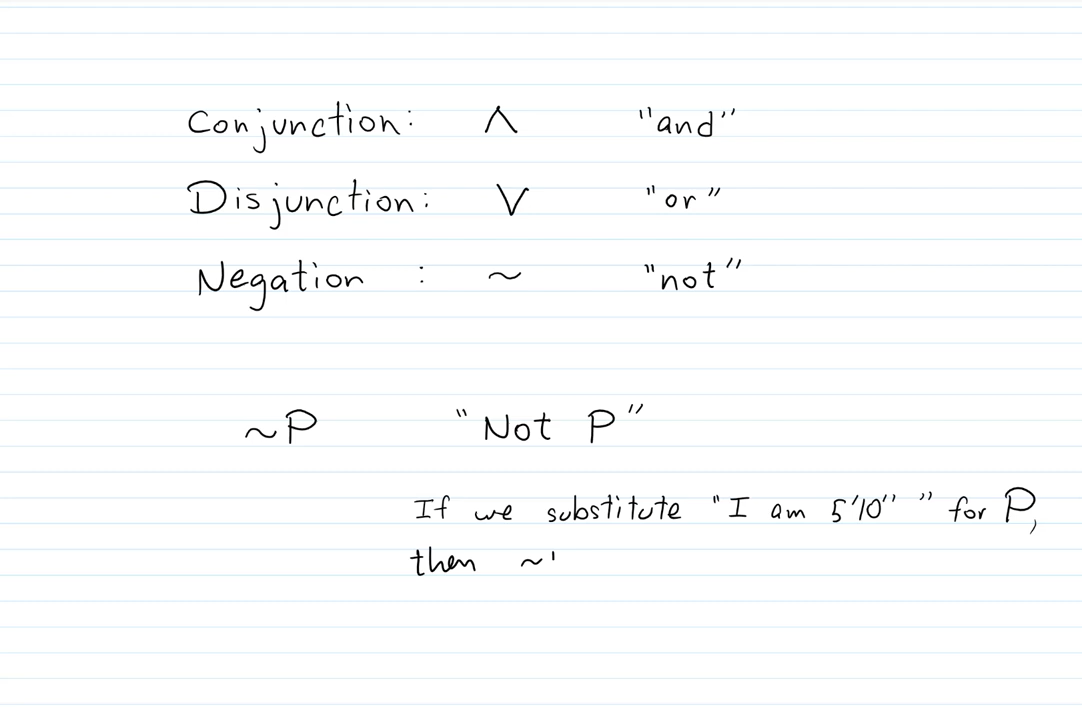 Conjunction: ∧ "and"
Disjunction: ∨ "or"
Negation : ~ "not"
~P "Not P"
If we substitute "I am 5'10" " for P,
then ~'